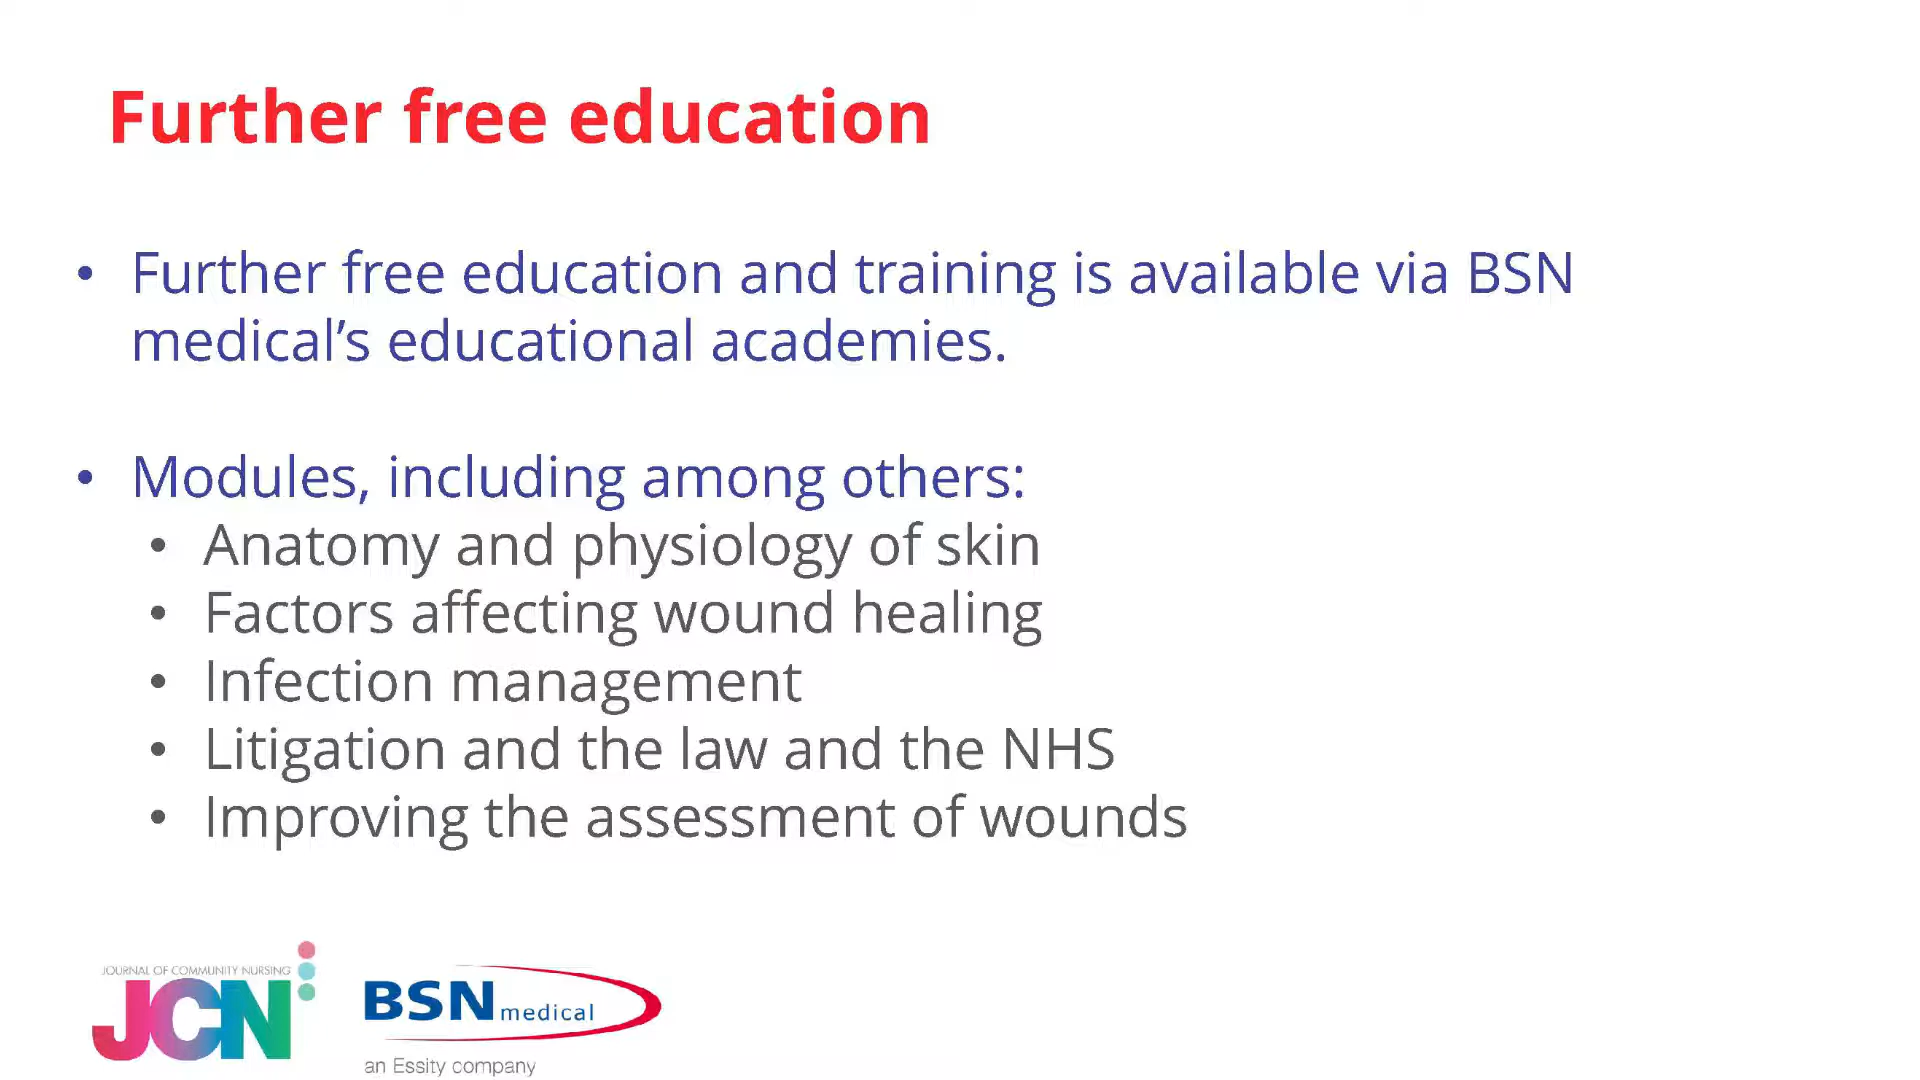 Further free education
• Further free education and training is available via BSN
medical’s educational academies.
• Modules, including among others:
• Anatomy and physiology of skin
• Factors affecting wound healing
• Infection management
• Litigation and the law and the NHS
• Improving the assessment of wounds
JOURNAL OF COMMUNITY NURSING
JCN
BSN medical
an Essity company